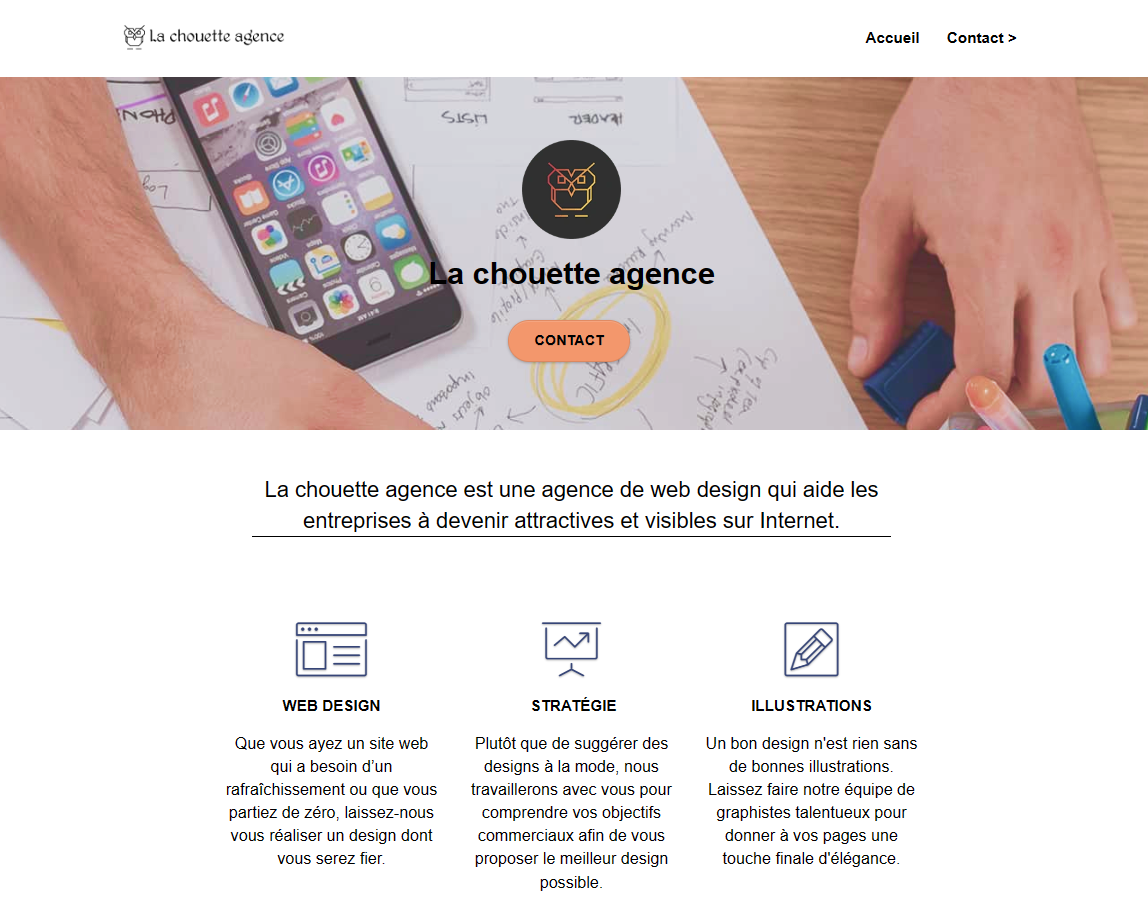 La chouette agence
Accueil
Contact >
LISTS
HEADER
La chouette agence
CONTACT
La chouette agence est une agence de web design qui aide les
entreprises à devenir attractives et visibles sur Internet.
WEB DESIGN
Que vous ayez un site web
qui a besoin d’un
rafraîchissement ou que vous
partiez de zéro, laissez-nous
vous réaliser un design dont
vous serez fier.
STRATÉGIE
Plutôt que de suggérer des
designs à la mode, nous
travaillerons avec vous pour
comprendre vos objectifs
commerciaux afin de vous
proposer le meilleur design
possible.
ILLUSTRATIONS
Un bon design n'est rien sans
de bonnes illustrations.
Laissez faire notre équipe de
graphistes talentueux pour
donner à vos pages une
touche finale d'élégance.